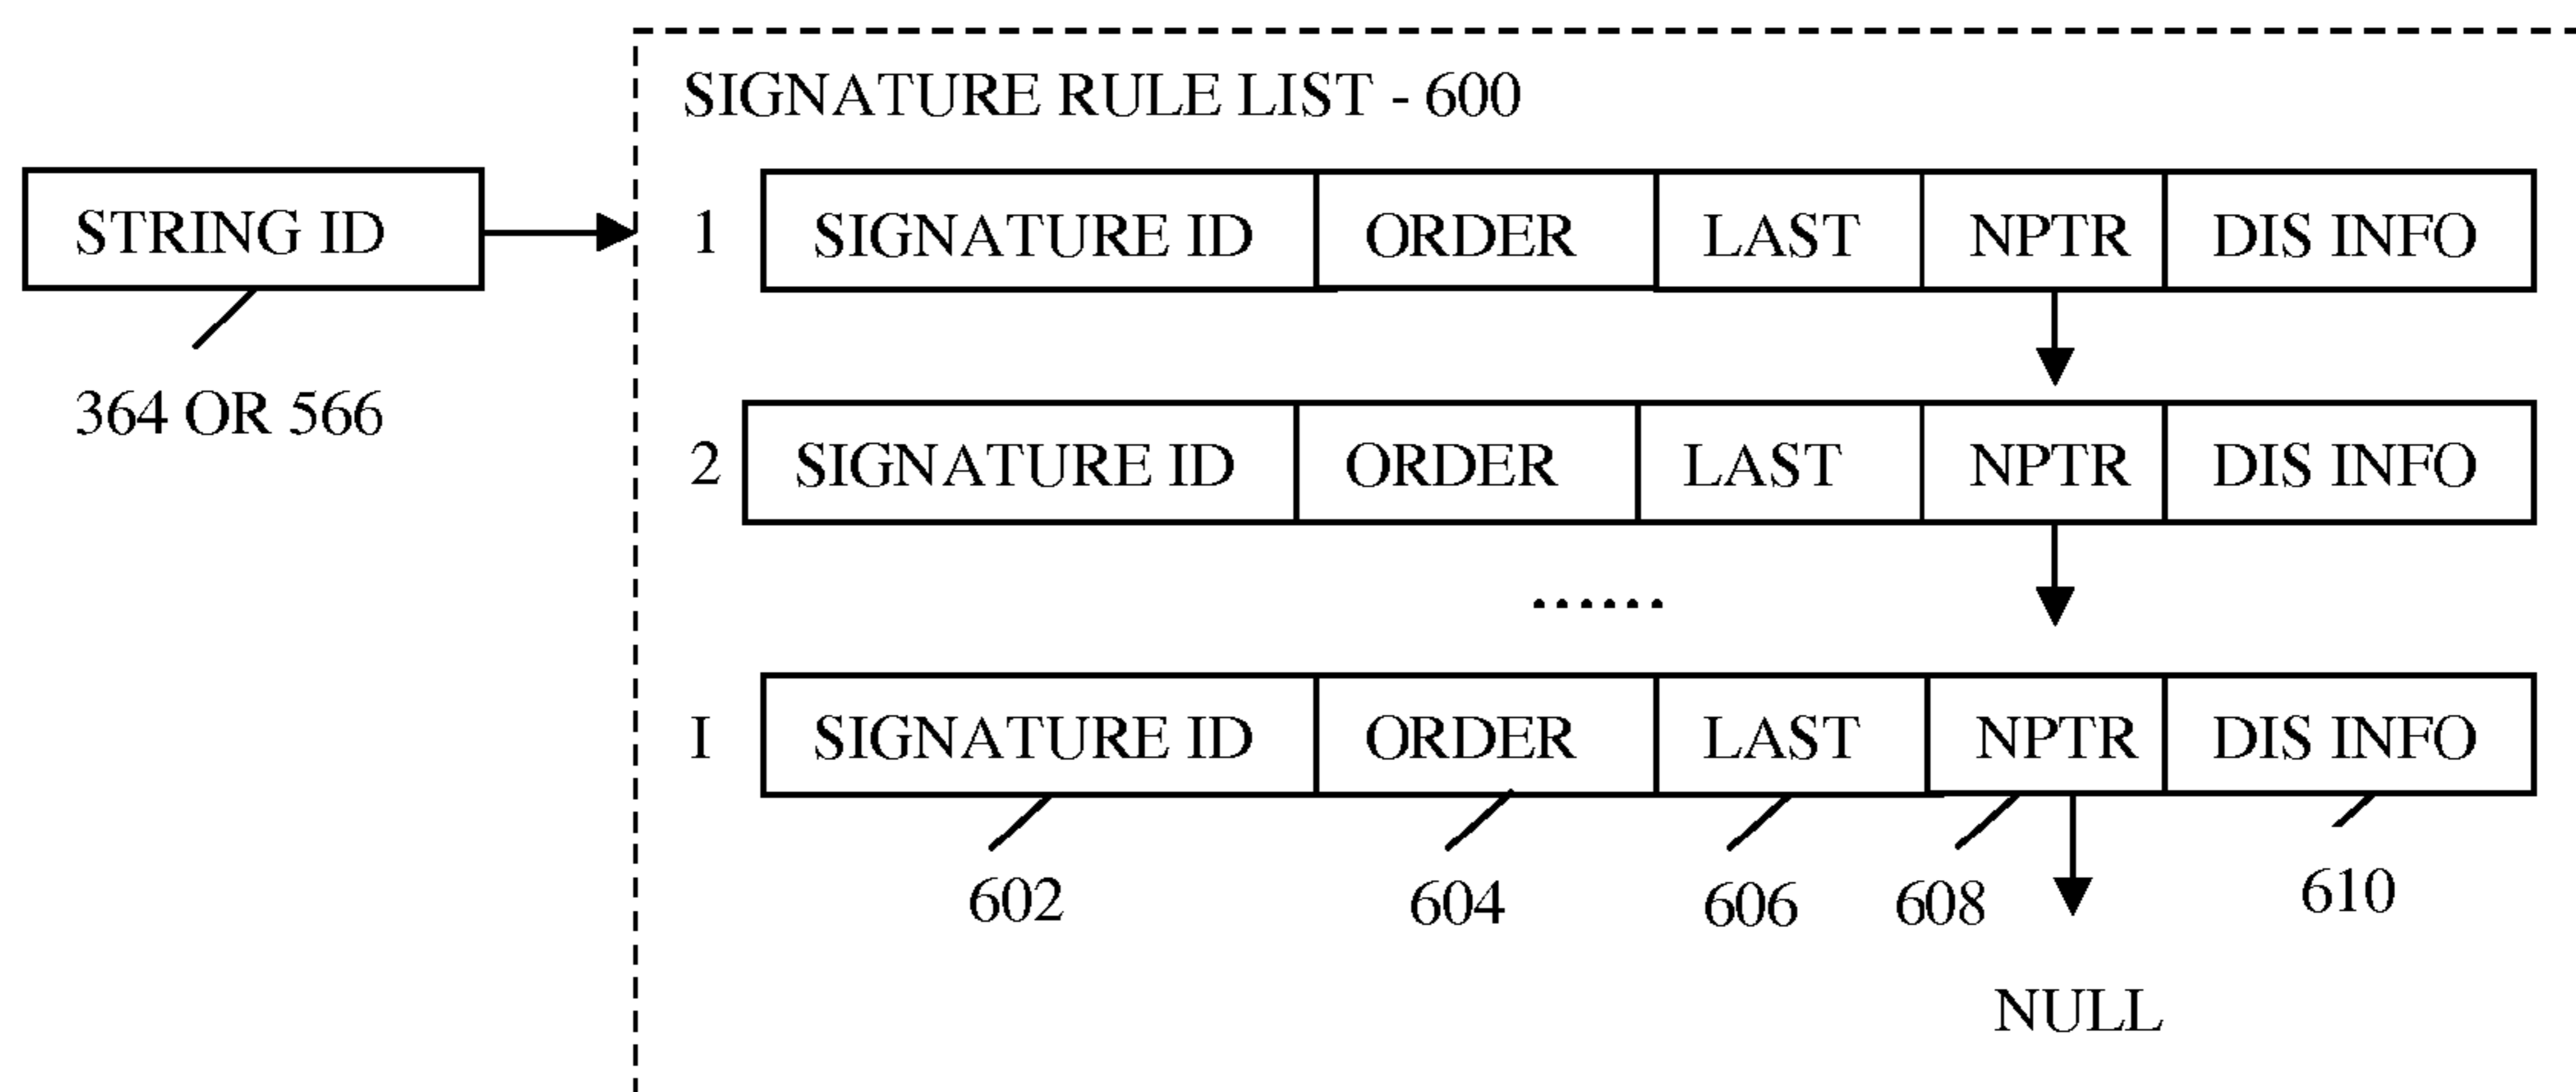 SIGNATURE RULE LIST - 600
STRING ID
364 OR 566
1 SIGNATURE ID ORDER LAST NPTR DIS INFO
2 SIGNATURE ID ORDER LAST NPTR DIS INFO
......
I SIGNATURE ID ORDER LAST NPTR DIS INFO
602 604 606 608 610
NULL